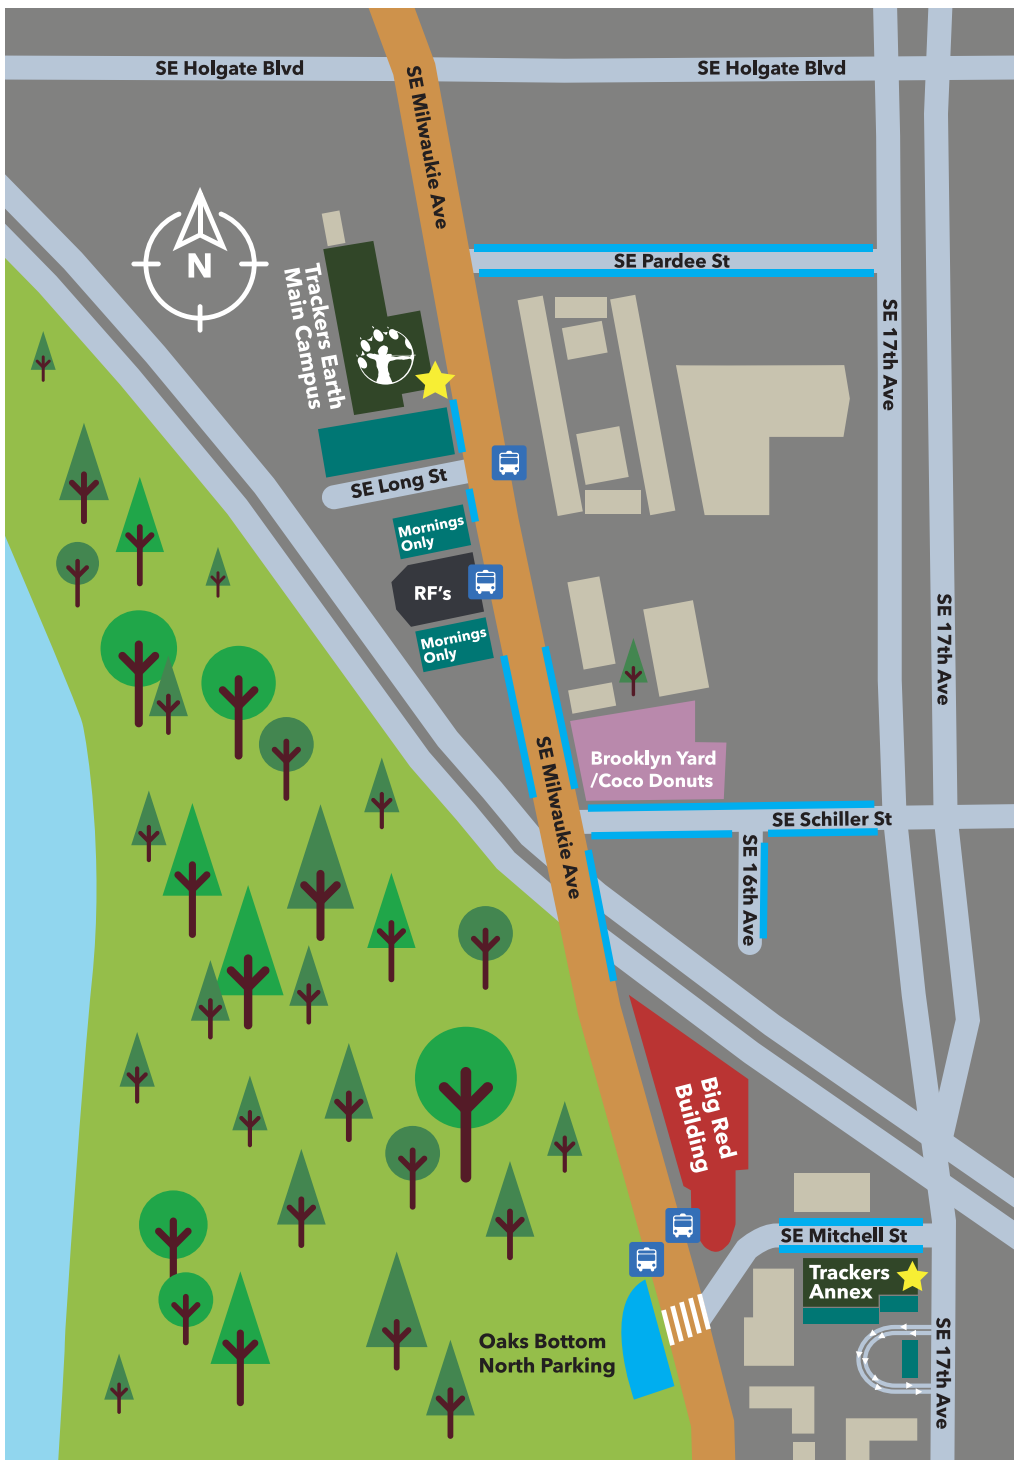 SE Holgate Blvd
SE Holgate Blvd
SE Milwaukie Ave
N
SE Pardee St
Trackers Earth
Main Campus
SE 17th Ave
SE Long St
Mornings
Only
RF's
Mornings
Only
SE 17th Ave
SE Milwaukie Ave
Brooklyn Yard
/Coco Donuts
SE Schiller St
SE 16th Ave
Big Red
Building
SE Mitchell St
Trackers
Annex
Oaks Bottom
North Parking
SE 17th Ave